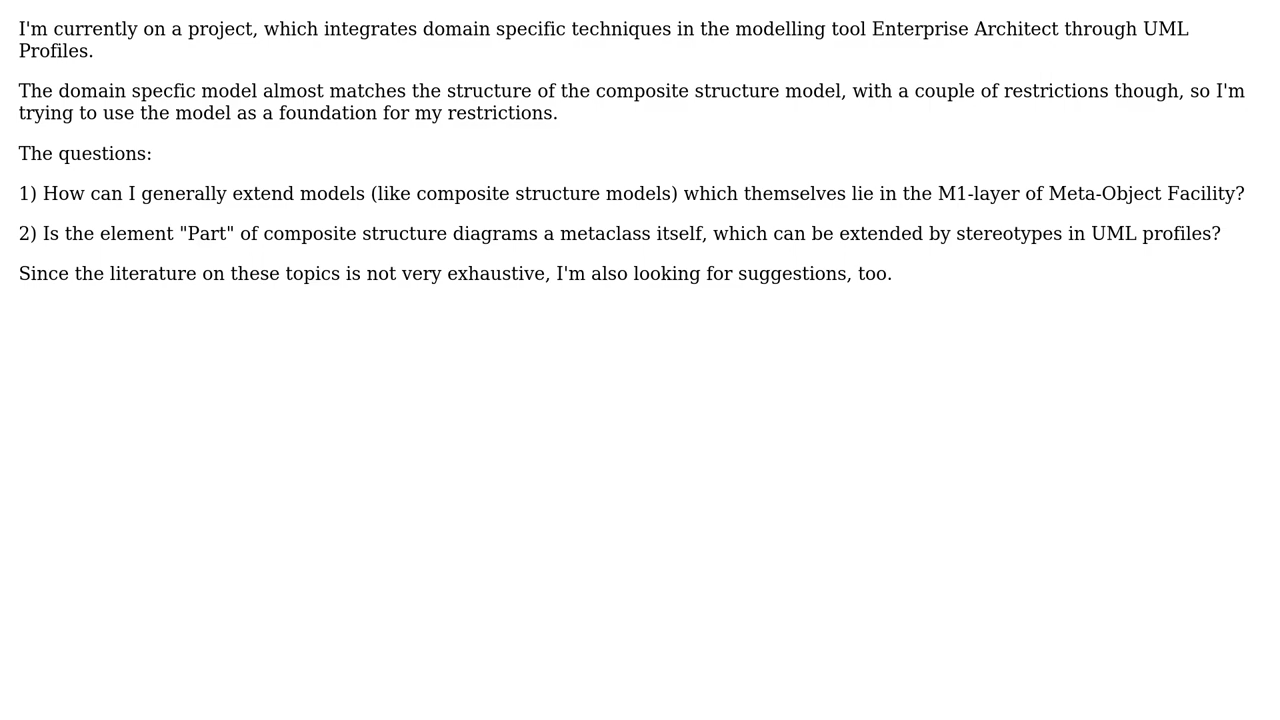 I'm currently on a project, which integrates domain specific techniques in the modelling tool Enterprise Architect through UML
Profiles.
The domain specfic model almost matches the structure of the composite structure model, with a couple of restrictions though, so I'm
trying to use the model as a foundation for my restrictions.
The questions:
1) How can I generally extend models (like composite structure models) which themselves lie in the M1-layer of Meta-Object Facility?
2) Is the element "Part" of composite structure diagrams a metaclass itself, which can be extended by stereotypes in UML profiles?
Since the literature on these topics is not very exhaustive, I'm also looking for suggestions, too.